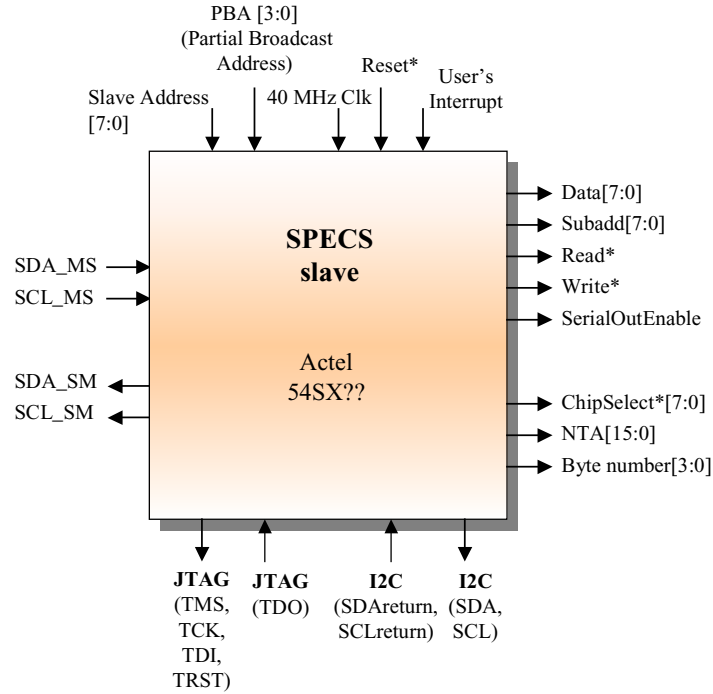 PBA [3:0]
(Partial Broadcast
Address)
Slave Address
[7:0]
40 MHz Clk
Reset*
User's
Interrupt
SPECS
slave
Actel
54SX??
SDA_MS
SCL_MS
SDA_SM
SCL_SM
Data[7:0]
Subadd[7:0]
Read*
Write*
SerialOutEnable
ChipSelect*[7:0]
NTA[15:0]
Byte number[3:0]
JTAG
(TMS,
TCK,
TDI,
TRST)
JTAG
(TDO)
I2C
(SDAreturn,
SCLreturn)
I2C
(SDA,
SCL)